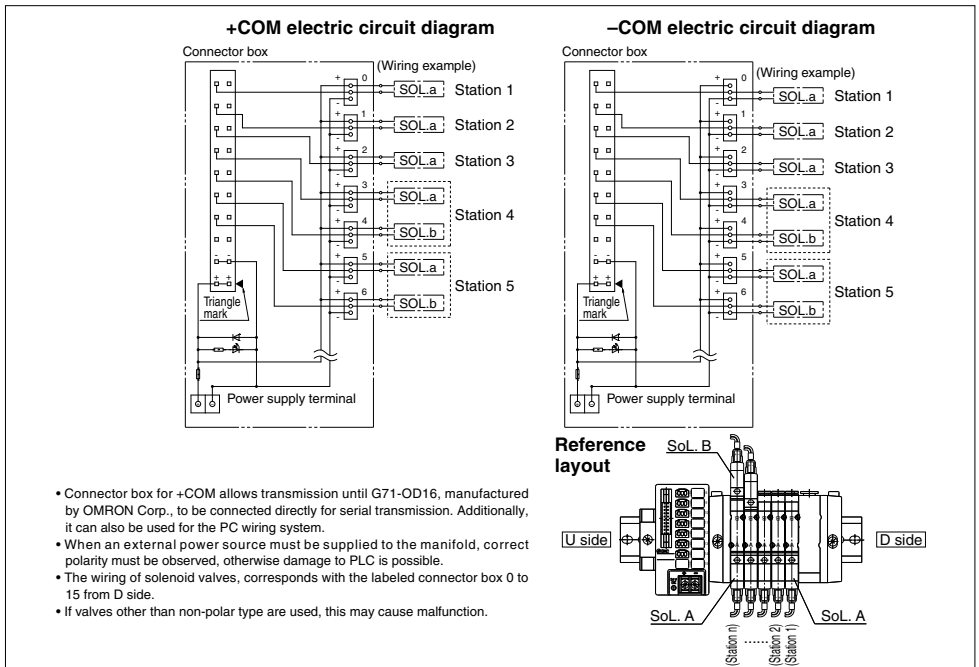 +COM electric circuit diagram
Connector box
(Wiring example)
+ 0
-
SOL.a Station 1
+ 1
-
SOL.a Station 2
+ 2
-
SOL.a Station 3
+ 3
-
SOL.a
Station 4
+ 4
-
SOL.b
+ 5
-
SOL.a
Station 5
+ 6
-
SOL.b
- -
+ +
Triangle
mark
Power supply terminal
–COM electric circuit diagram
Connector box
(Wiring example)
+ 0
-
SOL.a Station 1
+ 1
-
SOL.a Station 2
+ 2
-
SOL.a Station 3
+ 3
-
SOL.a
Station 4
+ 4
-
SOL.b
+ 5
-
SOL.a
Station 5
+ 6
-
SOL.b
- -
+ +
Triangle
mark
Power supply terminal
• Connector box for +COM allows transmission until G71-OD16, manufactured
by OMRON Corp., to be connected directly for serial transmission. Additionally,
it can also be used for the PC wiring system.
• When an external power source must be supplied to the manifold, correct
polarity must be observed, otherwise damage to PLC is possible.
• The wiring of solenoid valves, corresponds with the labeled connector box 0 to
15 from D side.
• If valves other than non-polar type are used, this may cause malfunction.
Reference
layout
SoL. B
U side
D side
SoL. A
SoL. A
(Station n)
......
(Station 2)
(Station 1)